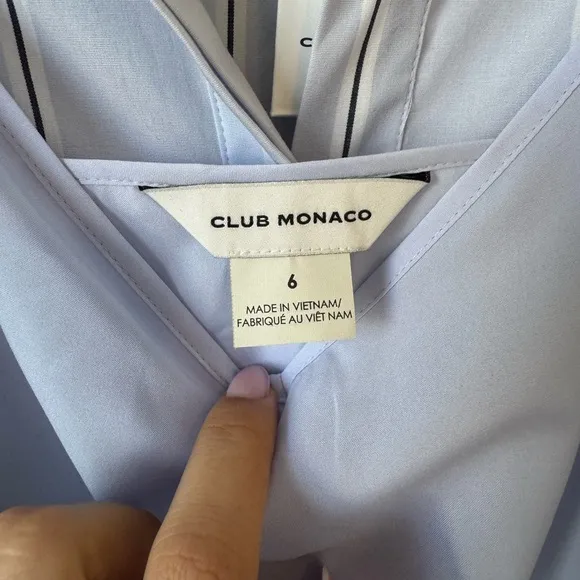 C
CLUB MONACO
6
MADE IN VIETNAM/
FABRIQUÉ AU VIÊT NAM